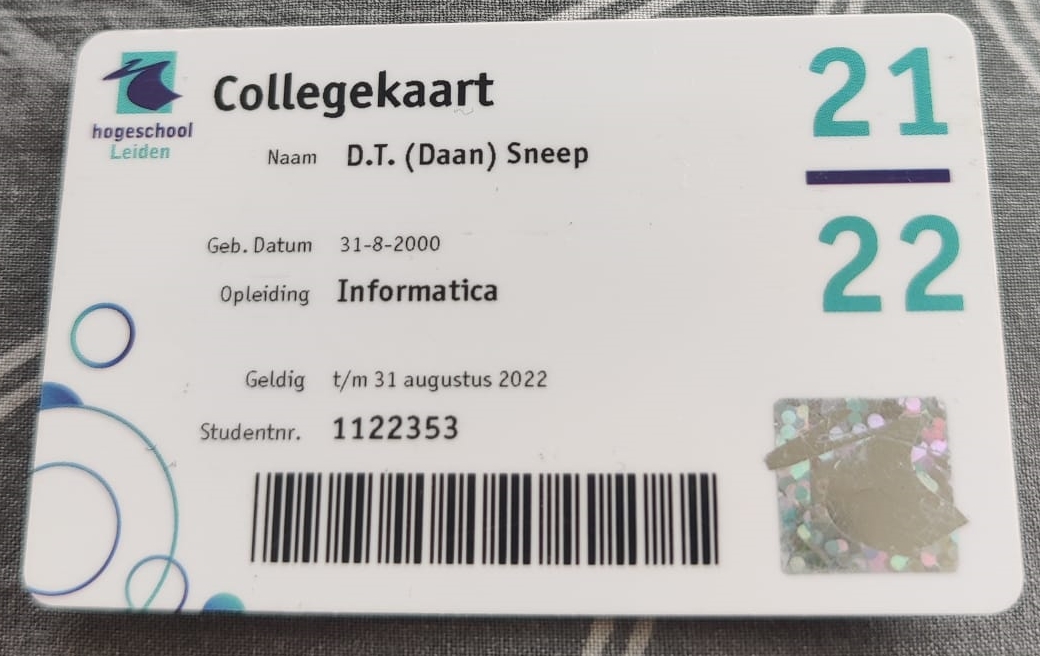 hogeschool
Leiden
Collegekaart
21
22
Naam D.T. (Daan) Sneep
Geb. Datum 31-8-2000
Opleiding Informatica
Geldig t/m 31 augustus 2022
Studentnr. 1122353